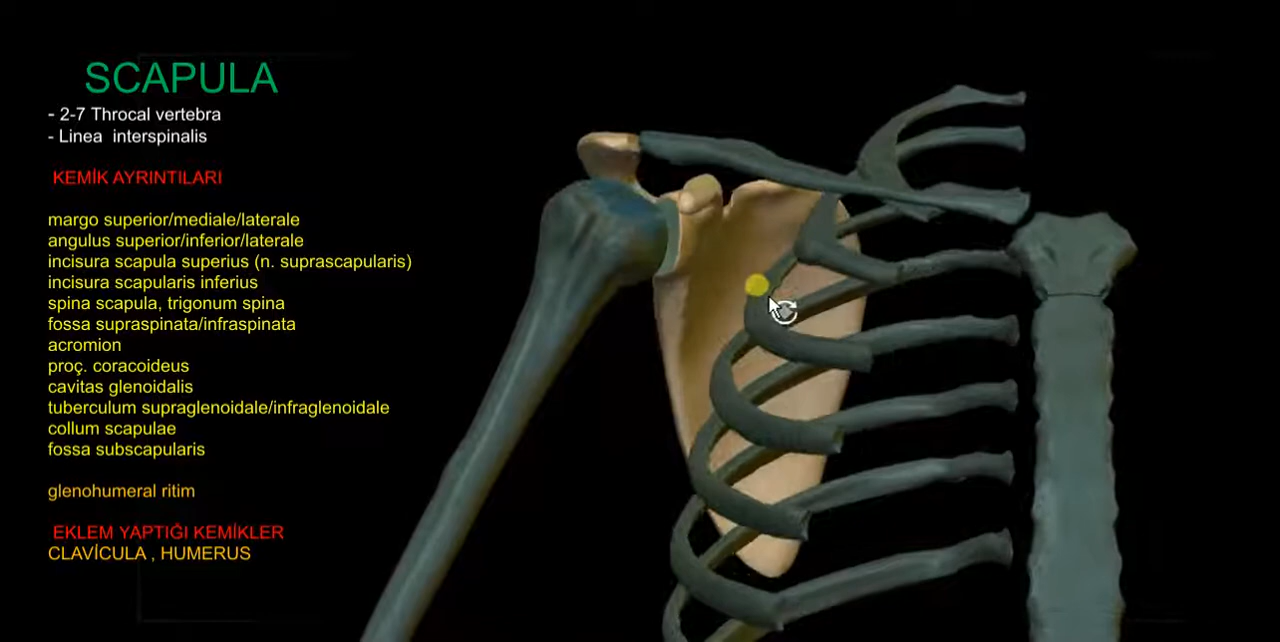 SCAPULA
- 2-7 Throcal vertebra
- Linea interspinalis
KEMİK AYRINTILARI
margo superior/mediale/laterale
angulus superior/inferior/laterale
incisura scapula superius (n. suprascapularis)
incisura scapularis inferius
spina scapula, trigonum spina
fossa supraspinata/infraspinata
acromion
proç. coracoideus
cavitas glenoidalis
tuberculum supraglenoidale/infraglenoidale
collum scapulae
fossa subscapularis
glenohumeral ritim
EKLEM YAPTIĞI KEMİKLER
CLAVİCULA , HUMERUS